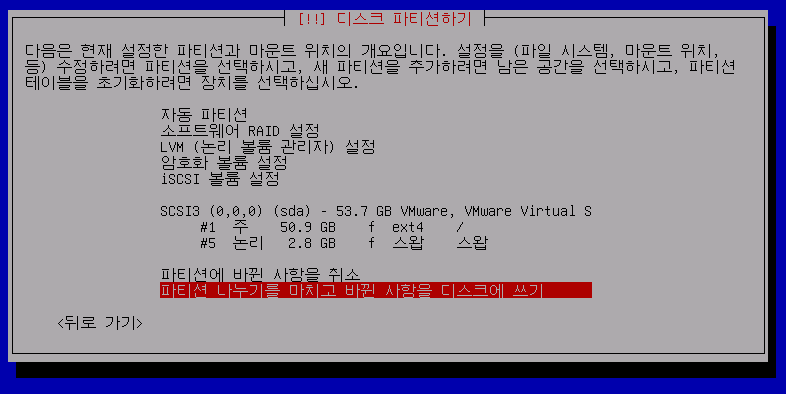 [!!] 디스크 파티션하기
다음은 현재 설정한 파티션과 마운트 위치의 개요입니다. 설정을 (파일 시스템, 마운트 위치,
등) 수정하려면 파티션을 선택하시고, 새 파티션을 추가하려면 남은 공간을 선택하시고, 파티션
테이블을 초기화하려면 장치를 선택하십시오.
자동 파티션
소프트웨어 RAID 설정
LVM (논리 볼륨 관리자) 설정
암호화 볼륨 설정
iSCSI 볼륨 설정
SCSI3 (0,0,0) (sda) - 53.7 GB VMware, VMware Virtual S
#1 주 50.9 GB f ext4 /
#5 논리 2.8 GB f 스왑 스왑
파티션에 바뀐 사항을 취소
파티션 나누기를 마치고 바뀐 사항을 디스크에 쓰기
<뒤로 가기>